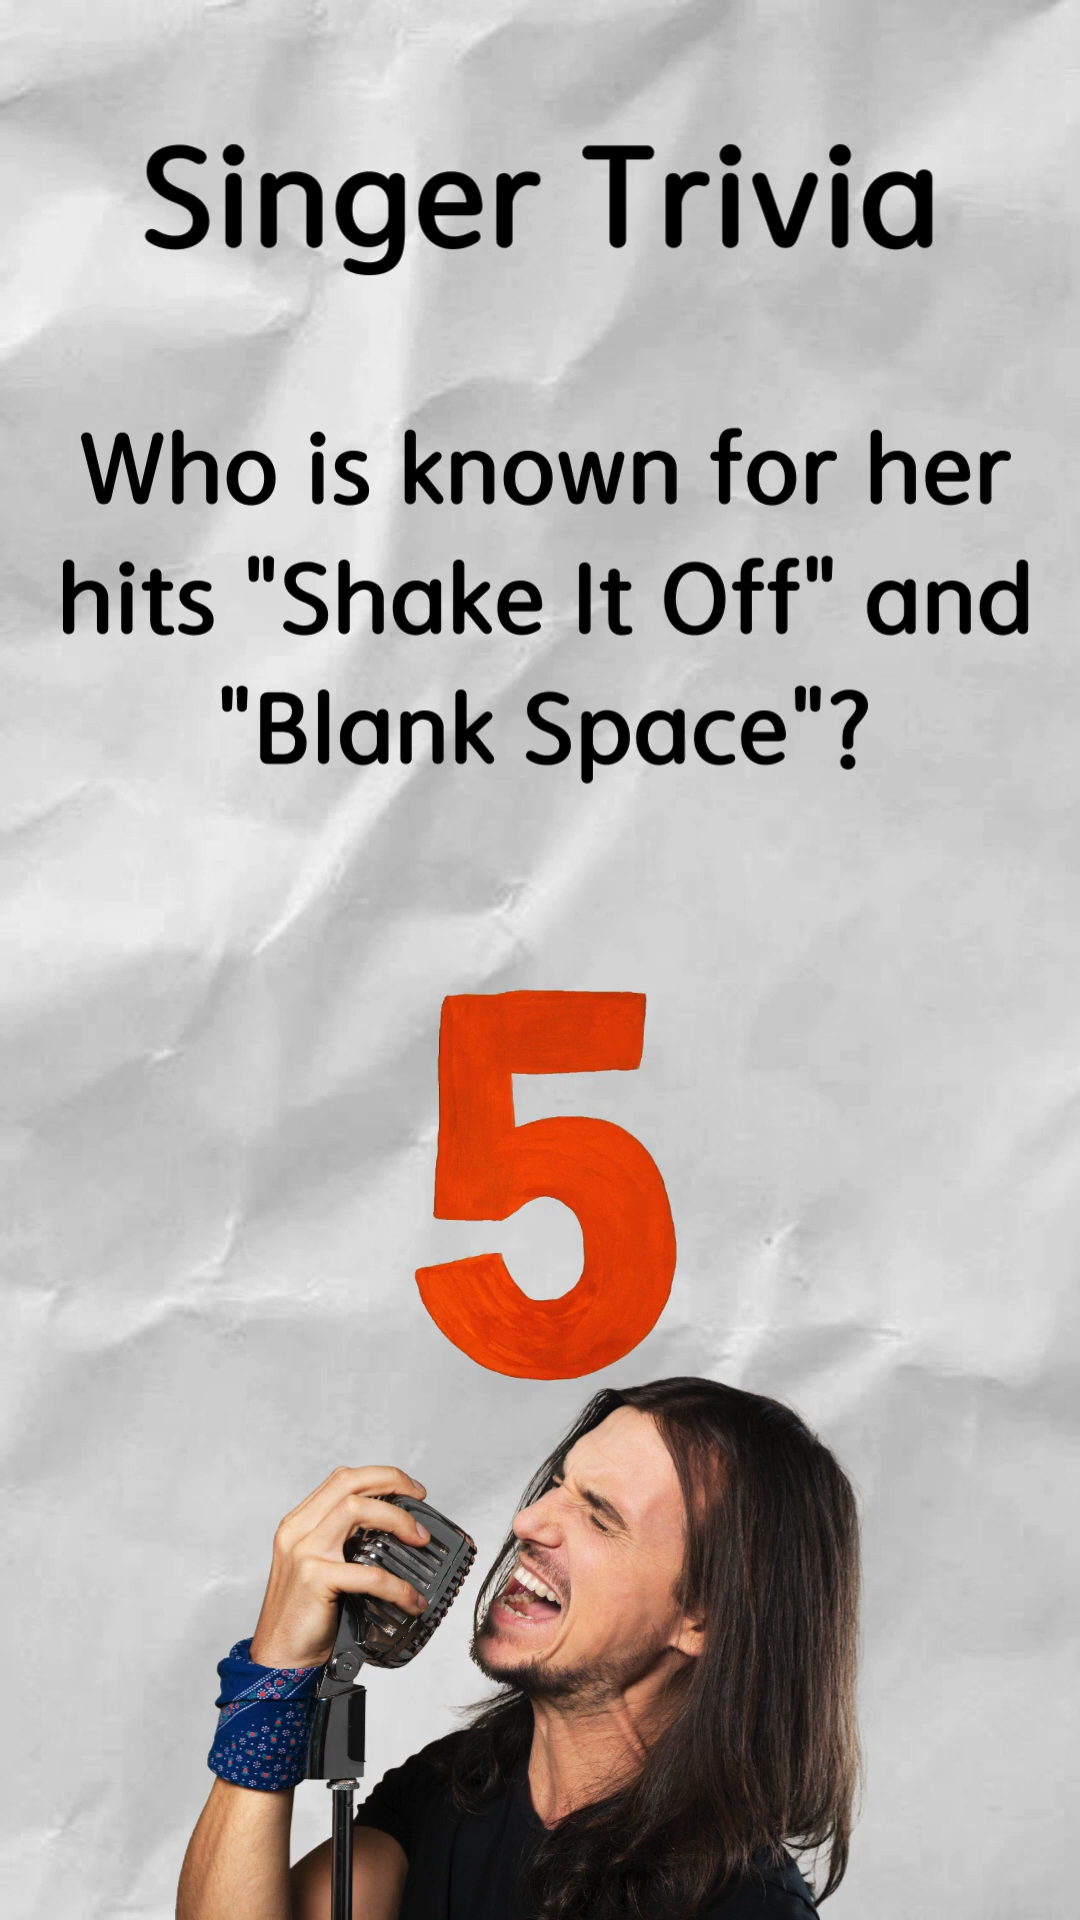 Singer Trivia
Who is known for her
hits "Shake It Off" and
"Blank Space"?
5